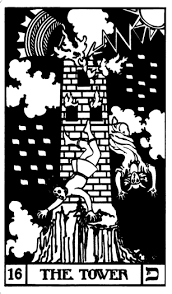 16 THE TOWER פ